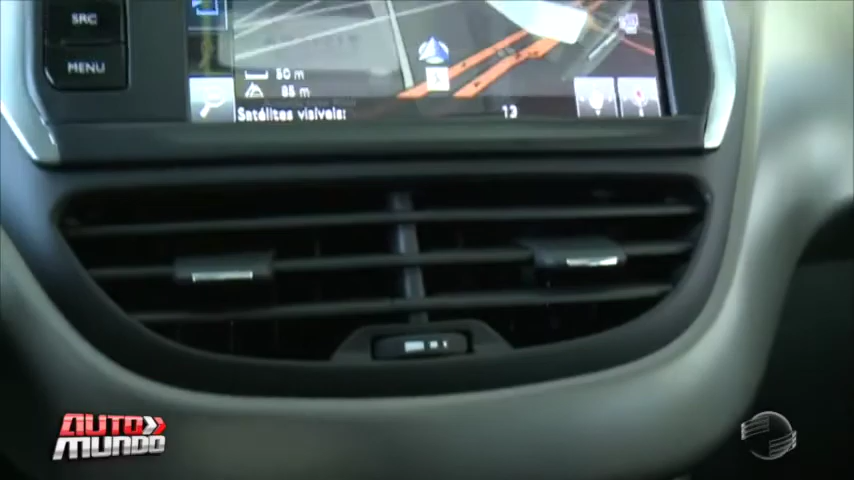 SRC
MENU
50 m
85 m
Satélites visíveis:
13
AUTO
MUNDO